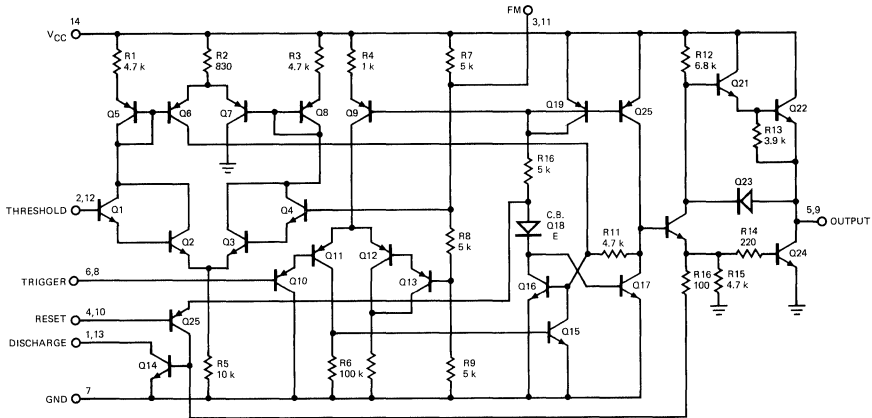 FM
3,11
14
VCC
R1
4.7 k
R2
830
R3
4.7 k
R4
1 k
R7
5 k
R12
6.8 k
Q21
Q5
Q6
Q7
Q8
Q9
Q19
Q25
Q22
R13
3.9 k
R16
5 k
THRESHOLD
2,12
Q1
Q2
Q3
Q4
R8
5 k
C.B.
Q18
E
R11
4.7 k
Q23
5,9
OUTPUT
R14
220
TRIGGER
6,8
Q10
Q11
Q12
Q13
Q16
Q17
R16
100
R15
4.7 k
Q24
RESET
4,10
Q25
Q15
DISCHARGE
1,13
Q14
R5
10 k
R6
100 k
R9
5 k
GND
7